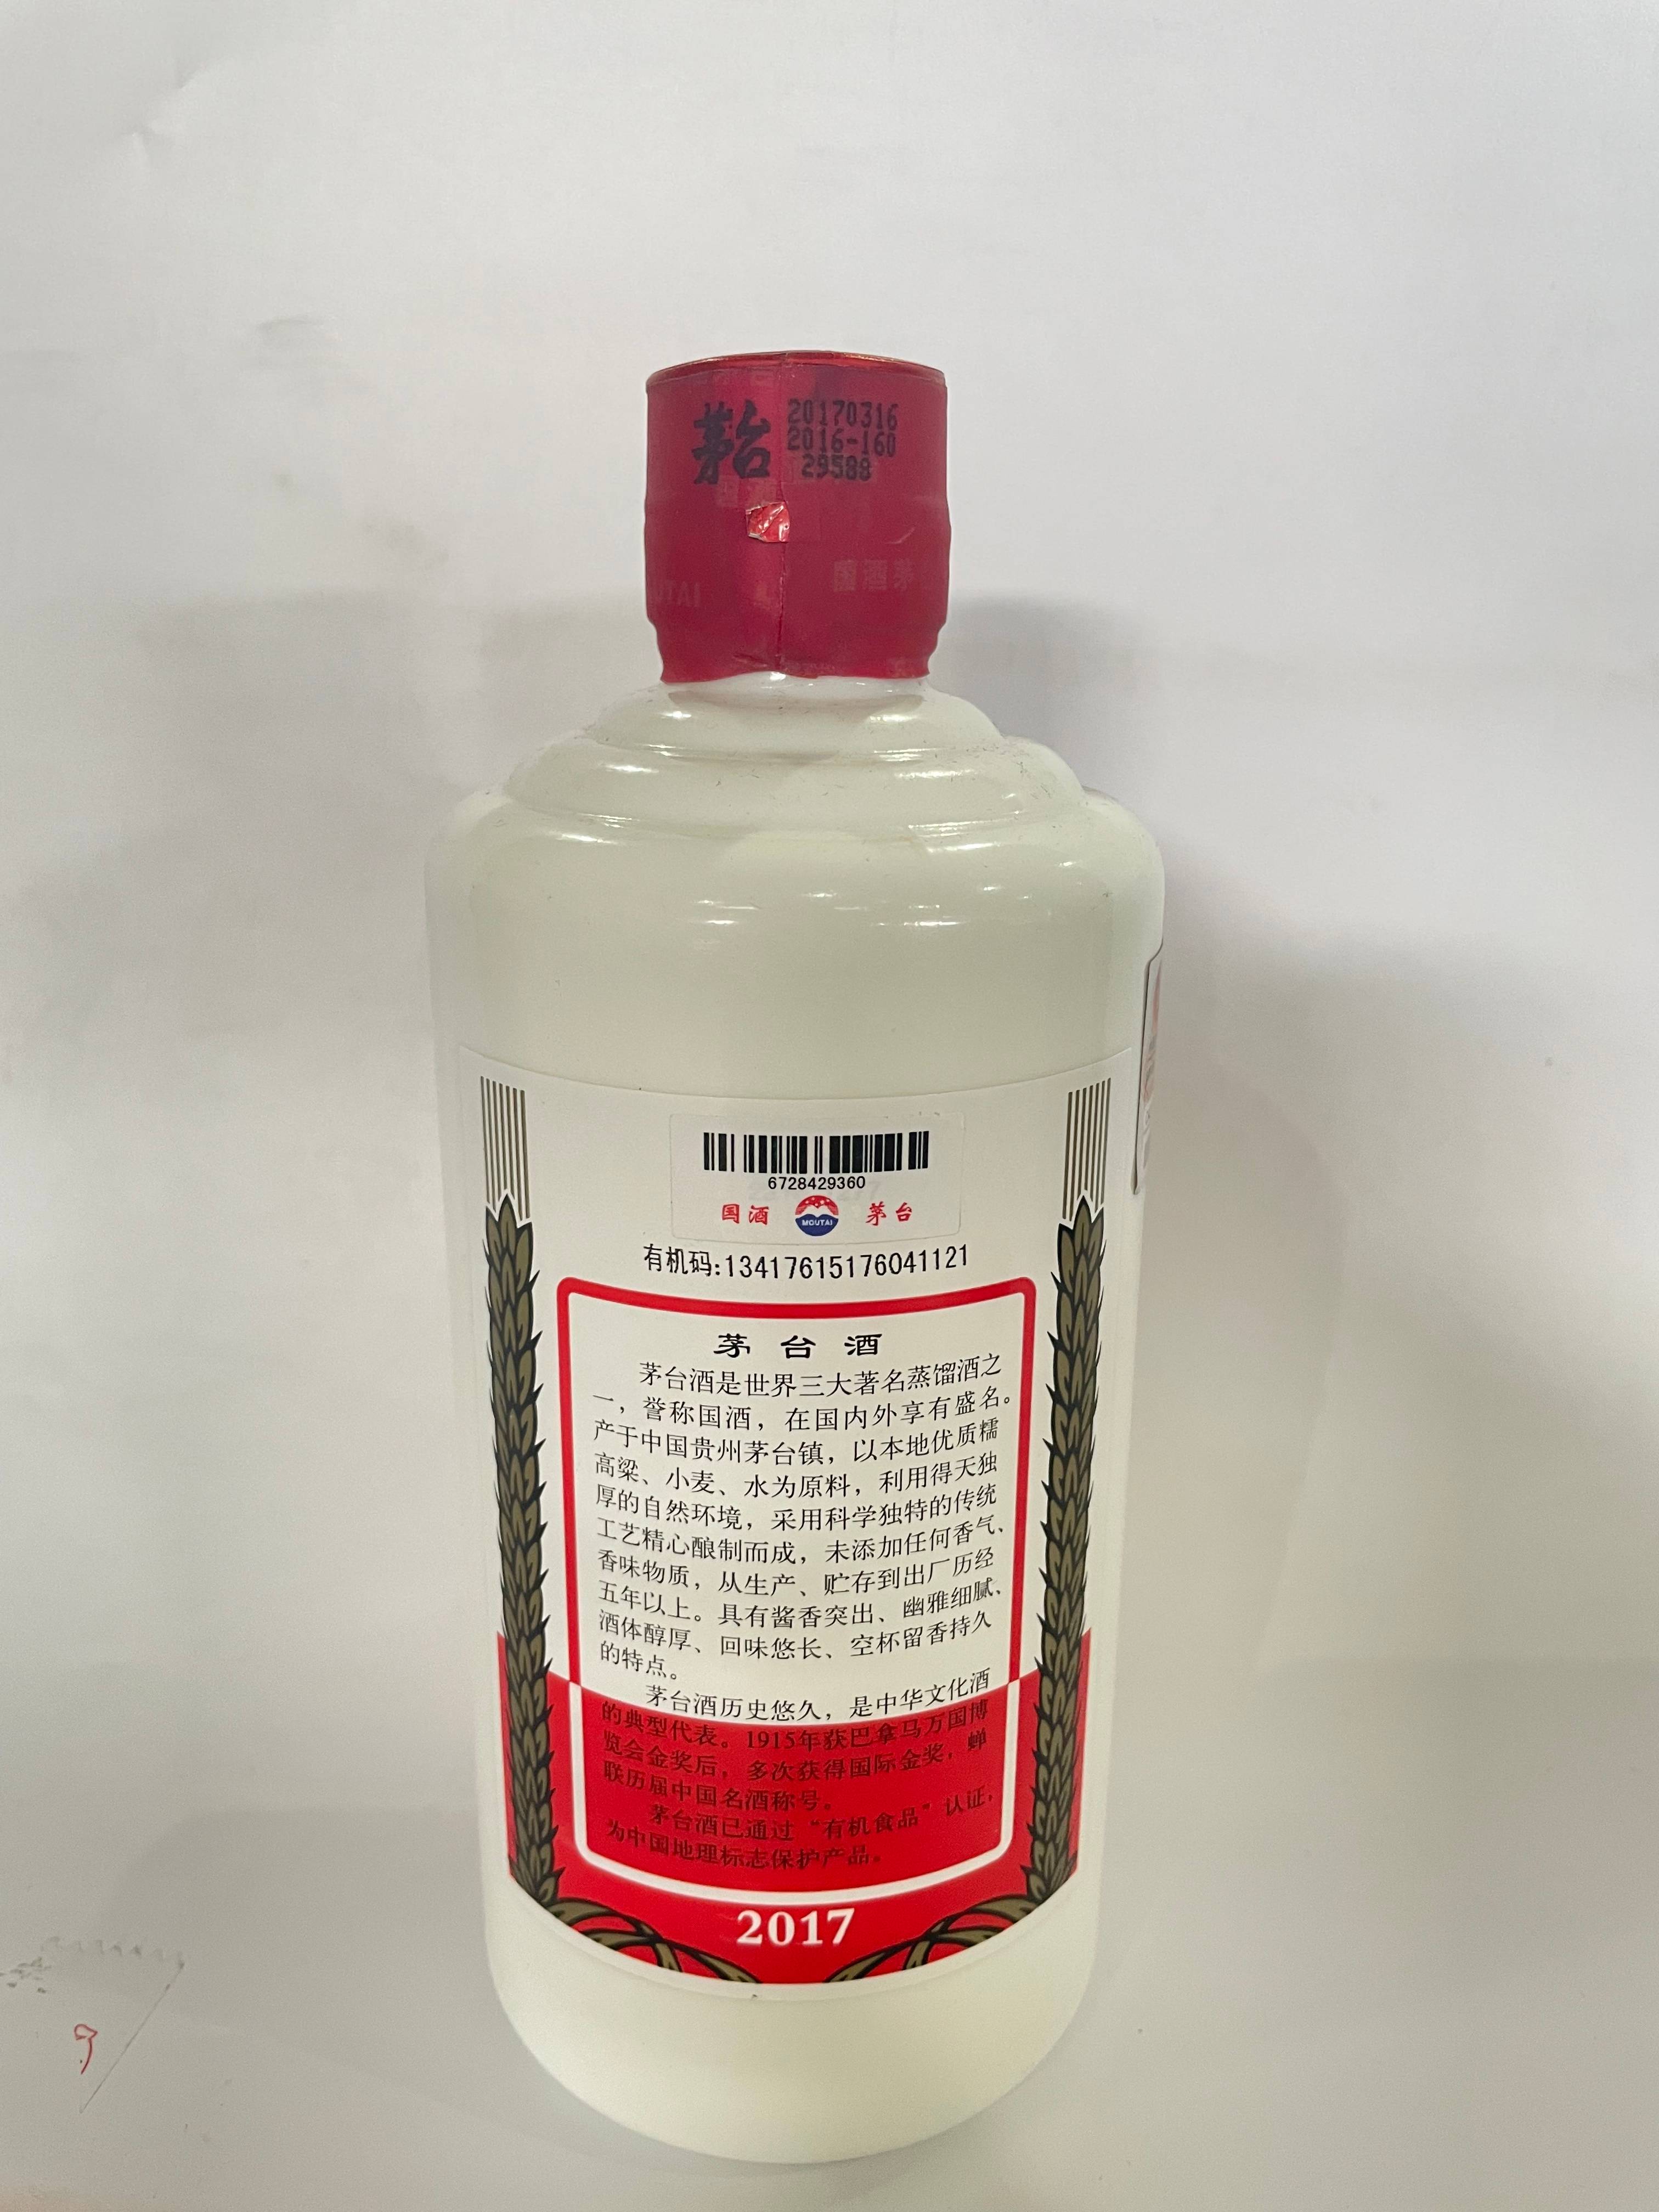 茅台
20170316
2016-160
29588
UTAI
国酒茅
6728429360
国酒 MOUTAI 茅台
有机码:13417615176041121
茅台酒
茅台酒是世界三大著名蒸馏酒之
一，誉称国酒，在国内外享有盛名。
产于中国贵州茅台镇，以本地优质糯
高粱、小麦、水为原料，利用得天独
厚的自然环境，采用科学独特的传统
工艺精心酿制而成，未添加任何香气、
香味物质，从生产、贮存到出厂历经
五年以上。具有酱香突出、幽雅细腻、
酒体醇厚、回味悠长、空杯留香持久
的特点。
茅台酒历史悠久，是中华文化酒
的典型代表。1915年获巴拿马万国博
览会金奖后，多次获得国际金奖，蝉
联历届中国名酒称号。
茅台酒已通过“有机食品”认证，
为中国地理标志保护产品。
2017